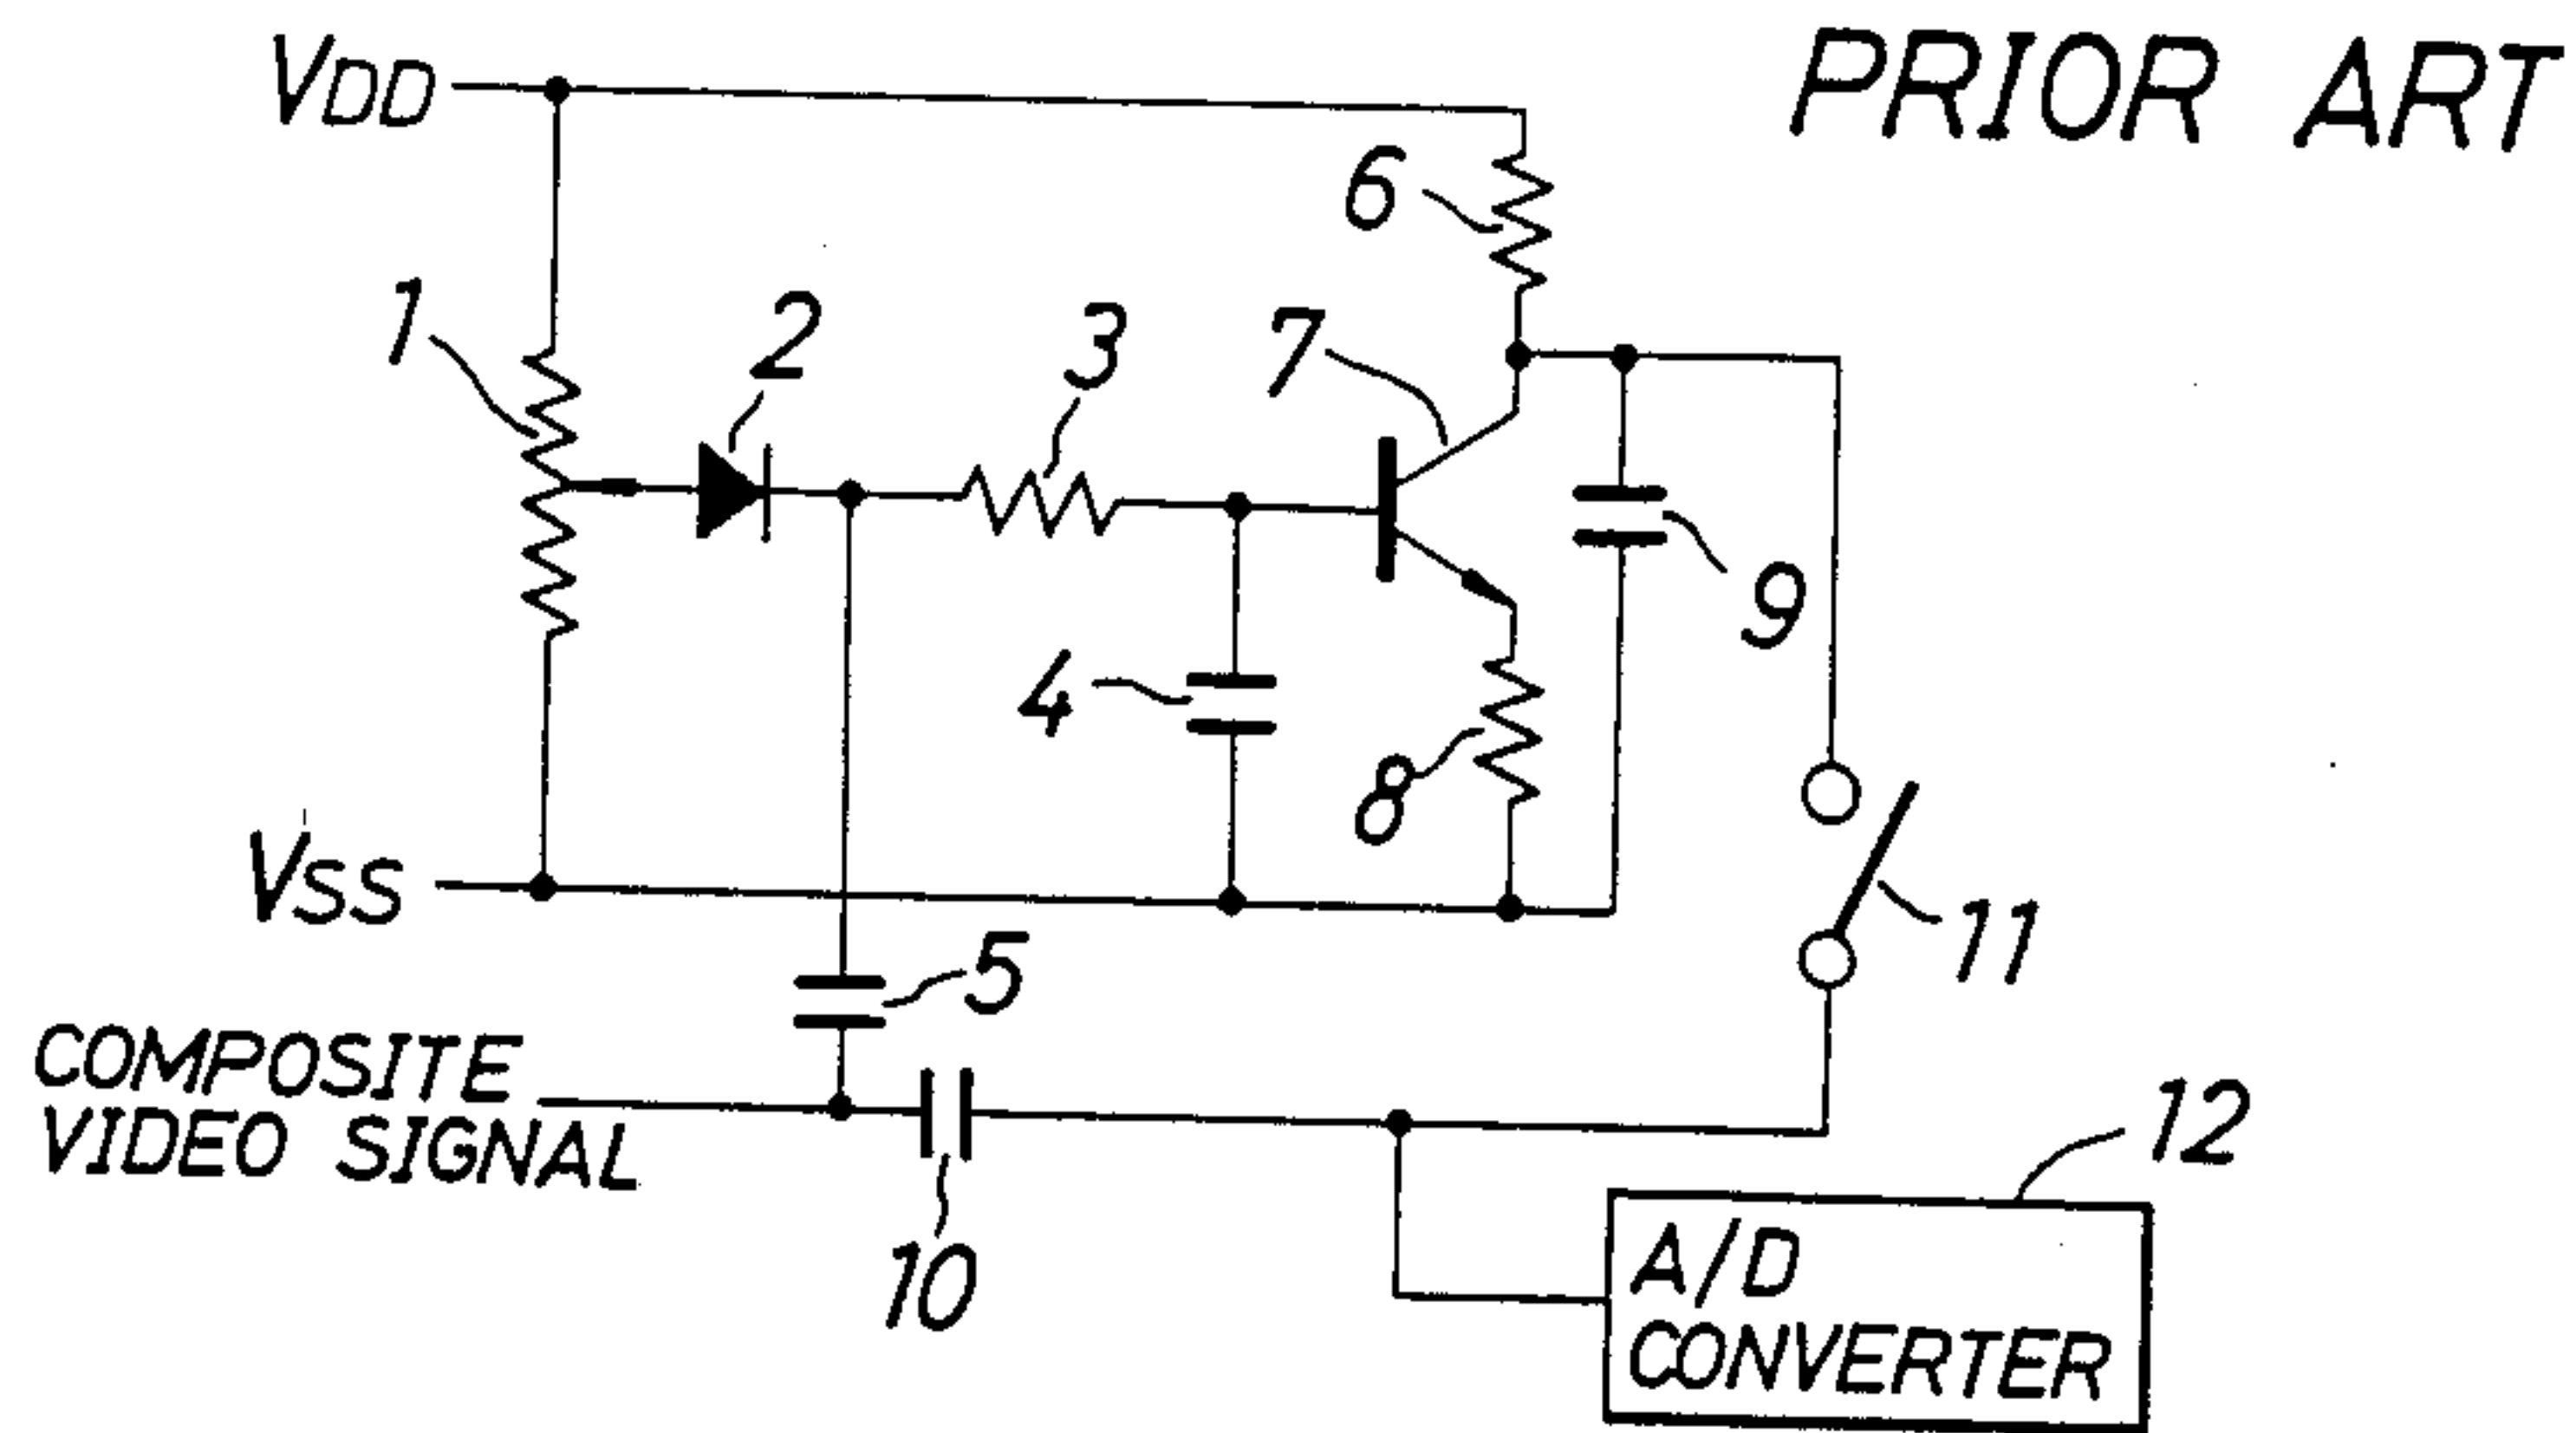 VDD
PRIOR ART
6
1
2
3
7
9
4
8
VSS
11
5
COMPOSITE
VIDEO SIGNAL
12
10
A/D
CONVERTER